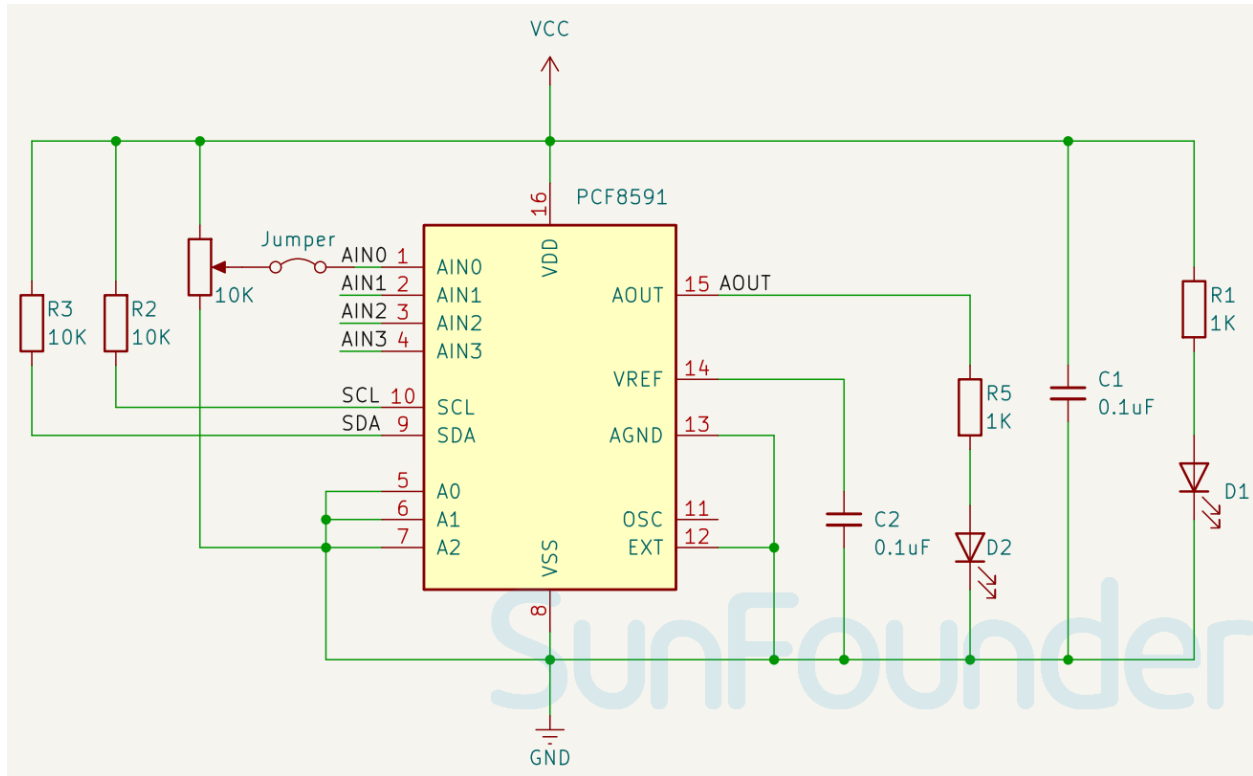 VCC
16
PCF8591
VDD
Jumper
AIN0 1 AIN0
AIN1 2 AIN1
AIN2 3 AIN2
AIN3 4 AIN3
10K
R3
10K
R2
10K
SCL 10 SCL
SDA 9 SDA
5 A0
6 A1
7 A2
VSS
8
AOUT 15 AOUT
VREF 14
AGND 13
OSC 11
EXT 12
C2
0.1uF
R5
1K
D2
C1
0.1uF
R1
1K
D1
SunFounder
GND